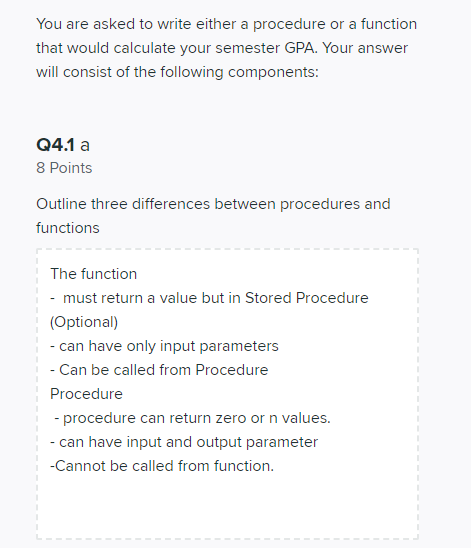 You are asked to write either a procedure or a function
that would calculate your semester GPA. Your answer
will consist of the following components:
Q4.1 a
8 Points
Outline three differences between procedures and
functions
The function
- must return a value but in Stored Procedure
(Optional)
- can have only input parameters
- Can be called from Procedure
Procedure
- procedure can return zero or n values.
- can have input and output parameter
-Cannot be called from function.